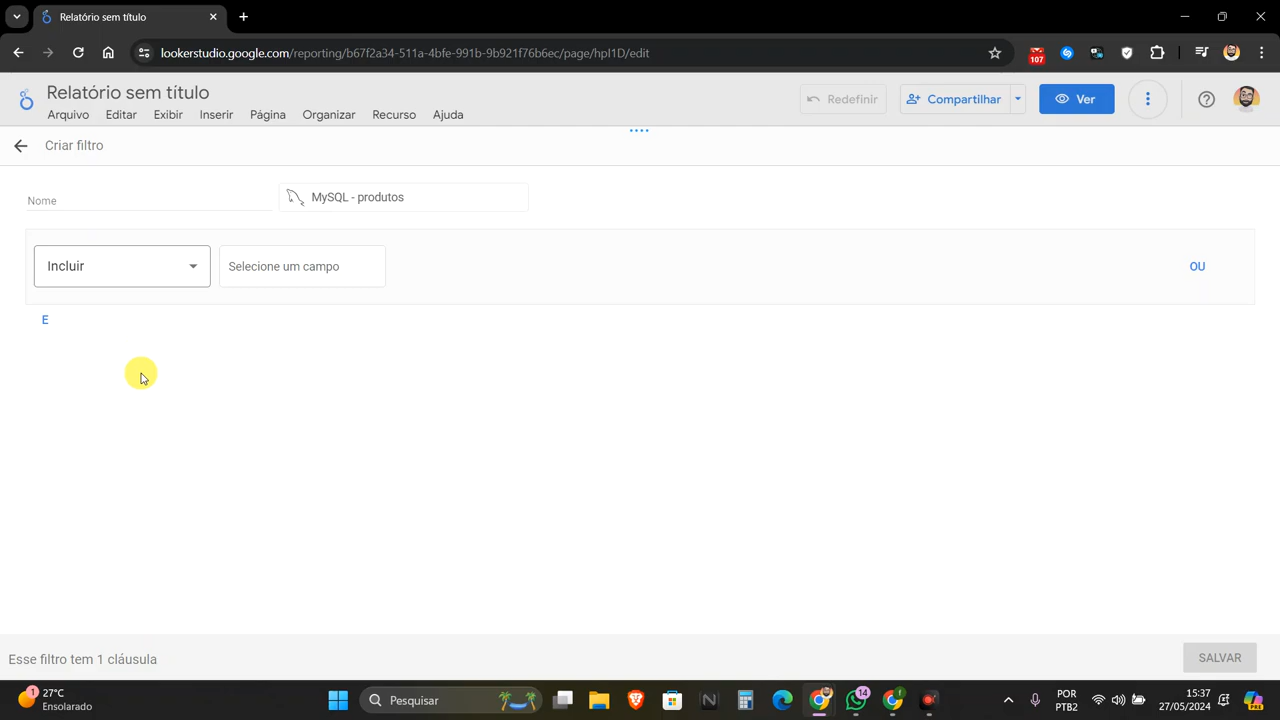 Relatório sem título
lookerstudio.google.com/reporting/b67f2a34-511a-4bfe-991b-9b921f76b6ec/page/hpl1D/edit
107
Relatório sem título
Redefinir
Compartilhar
Ver
Arquivo Editar Exibir Inserir Página Organizar Recurso Ajuda
Criar filtro
Nome
MySQL - produtos
Incluir
Selecione um campo
OU
E
Esse filtro tem 1 cláusula
SALVAR
1
27°C
Ensolarado
Pesquisar
14
POR
PTB2
15:37
27/05/2024